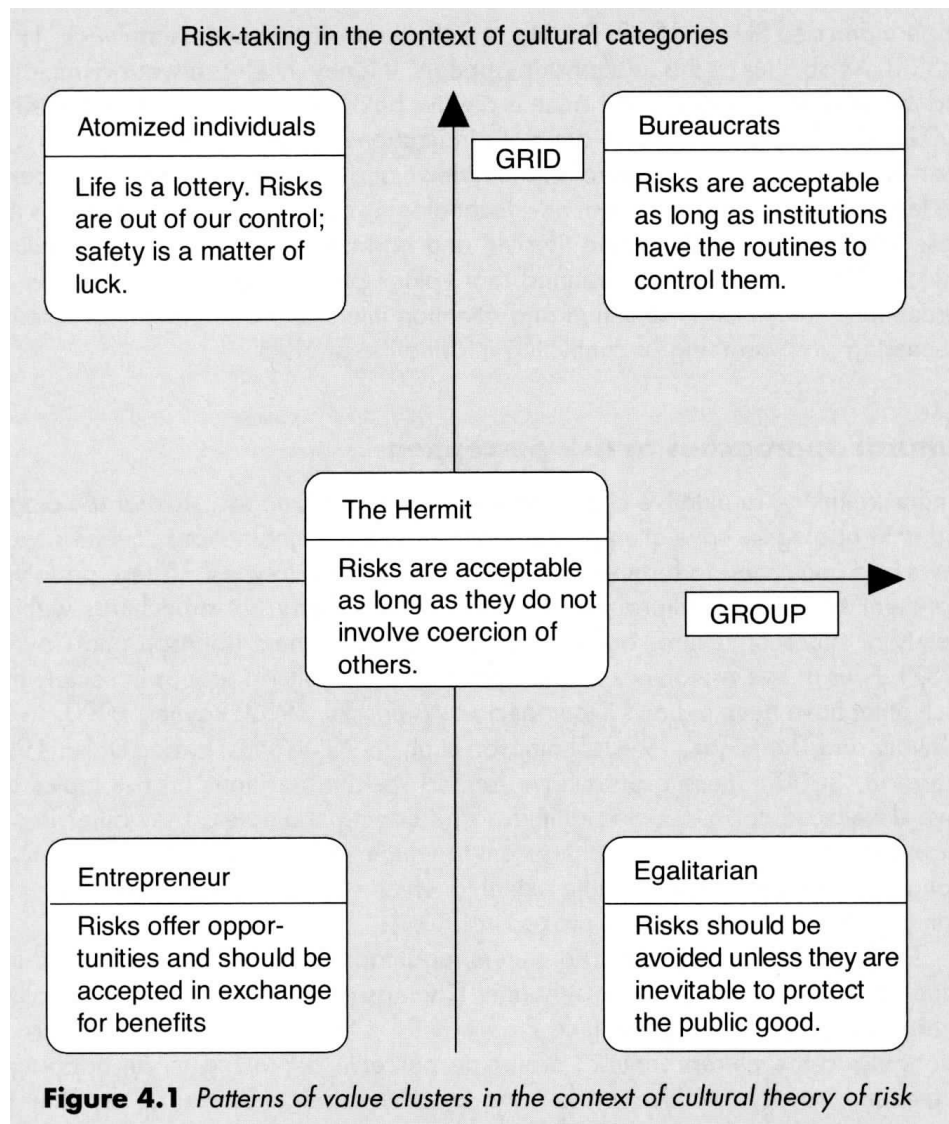 Risk-taking in the context of cultural categories
Atomized individuals
Life is a lottery. Risks
are out of our control;
safety is a matter of
luck.
GRID
Bureaucrats
Risks are acceptable
as long as institutions
have the routines to
control them.
The Hermit
Risks are acceptable
as long as they do not
involve coercion of
others.
GROUP
Entrepreneur
Risks offer oppor-
tunities and should be
accepted in exchange
for benefits
Egalitarian
Risks should be
avoided unless they are
inevitable to protect
the public good.
Figure 4.1 Patterns of value clusters in the context of cultural theory of risk